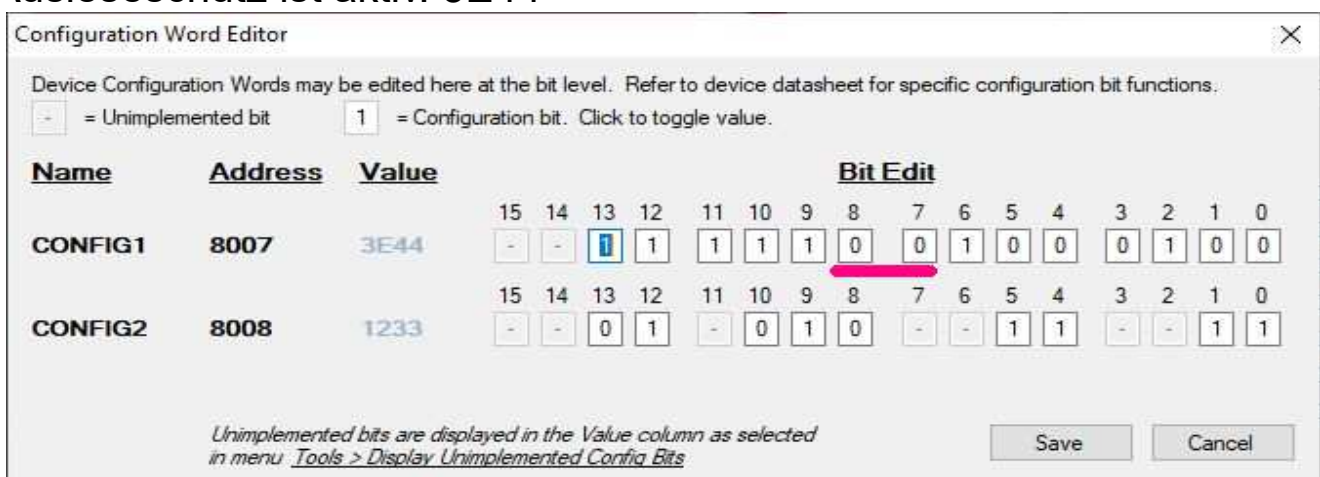 Ausleseschutz ist aktiv. 3E44
Configuration Word Editor
Device Configuration Words may be edited here at the bit level. Refer to device datasheet for specific configuration bit functions.
- = Unimplemented bit 1 = Configuration bit. Click to toggle value.
Name Address Value Bit Edit
15 14 13 12 11 10 9 8 7 6 5 4 3 2 1 0
CONFIG1 8007 3E44 - - 1 1 1 1 1 0 0 1 0 0 0 1 0 0
15 14 13 12 11 10 9 8 7 6 5 4 3 2 1 0
CONFIG2 8008 1233 - - 0 1 - 0 1 0 - - 1 1 - - 1 1
Unimplemented bits are displayed in the Value column as selected
in menu Tools > Display Unimplemented Config Bits
Save Cancel